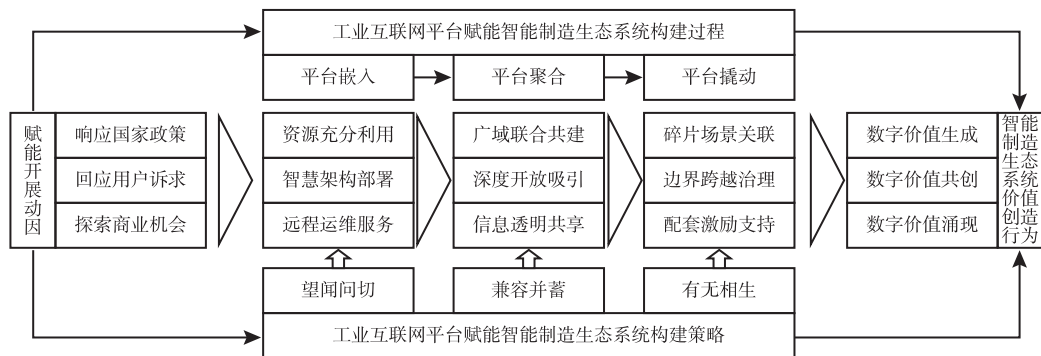 工业互联网平台赋能智能制造生态系统构建过程
平台嵌入
平台聚合
平台撬动
赋能开展动因
响应国家政策
回应用户诉求
探索商业机会
资源充分利用
智慧架构部署
远程运维服务
广域联合共建
深度开放吸引
信息透明共享
碎片场景关联
边界跨越治理
配套激励支持
数字价值生成
数字价值共创
数字价值涌现
智能制造生态系统价值创造行为
望闻问切
兼容并蓄
有无相生
工业互联网平台赋能智能制造生态系统构建策略